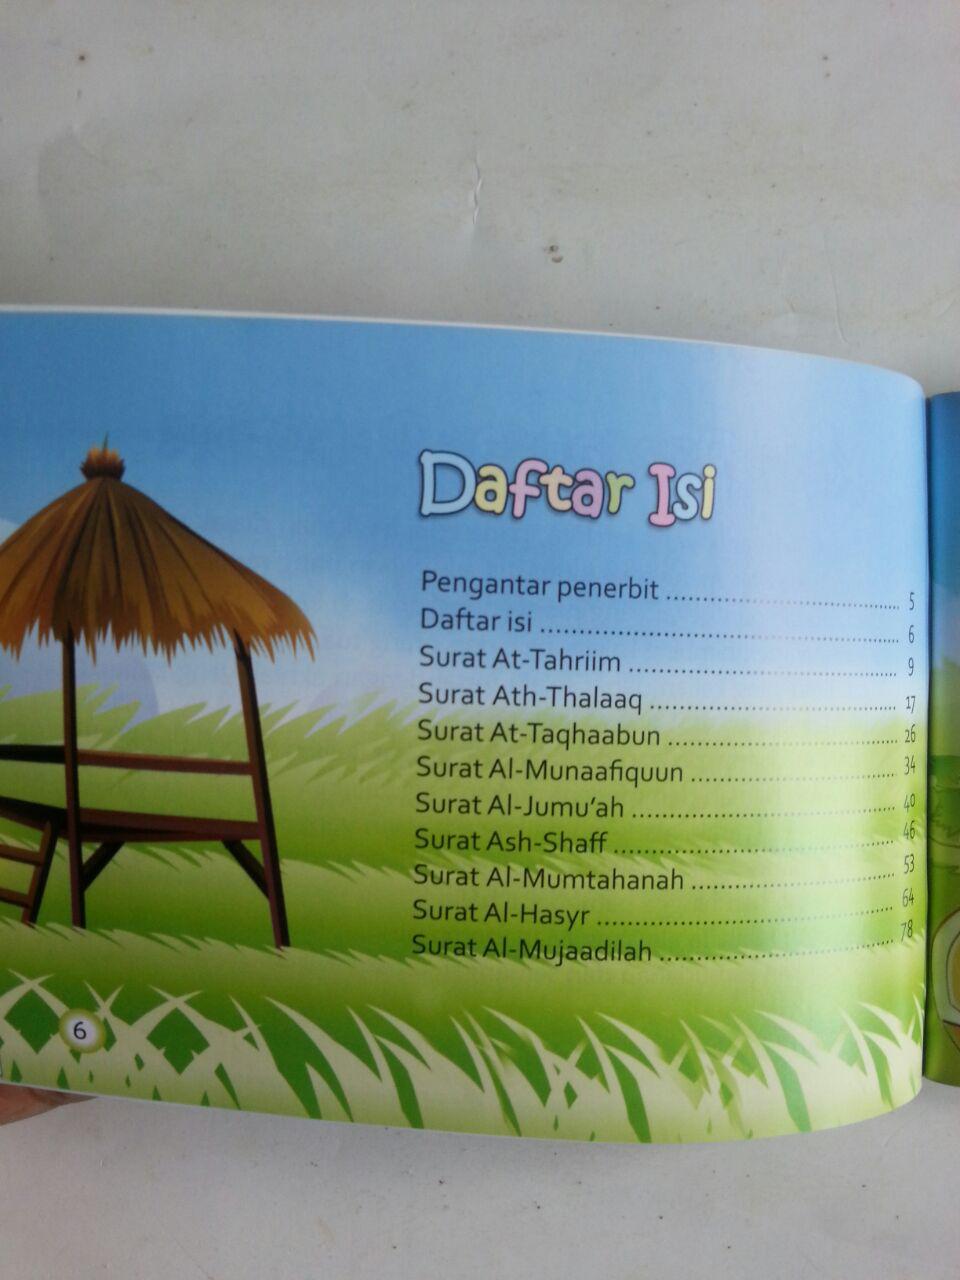 Daftar Isi
Pengantar penerbit ................................ 5
Daftar isi ................................................ 6
Surat At-Tahriim .................................... 9
Surat Ath-Thalaaq ................................. 17
Surat At-Taqhaabun .............................. 26
Surat Al-Munaafiquun ........................... 34
Surat Al-Jumu'ah ................................... 40
Surat Ash-Shaff ..................................... 46
Surat Al-Mumtahanah ........................... 53
Surat Al-Hasyr ....................................... 64
Surat Al-Mujaadilah ............................... 78
6